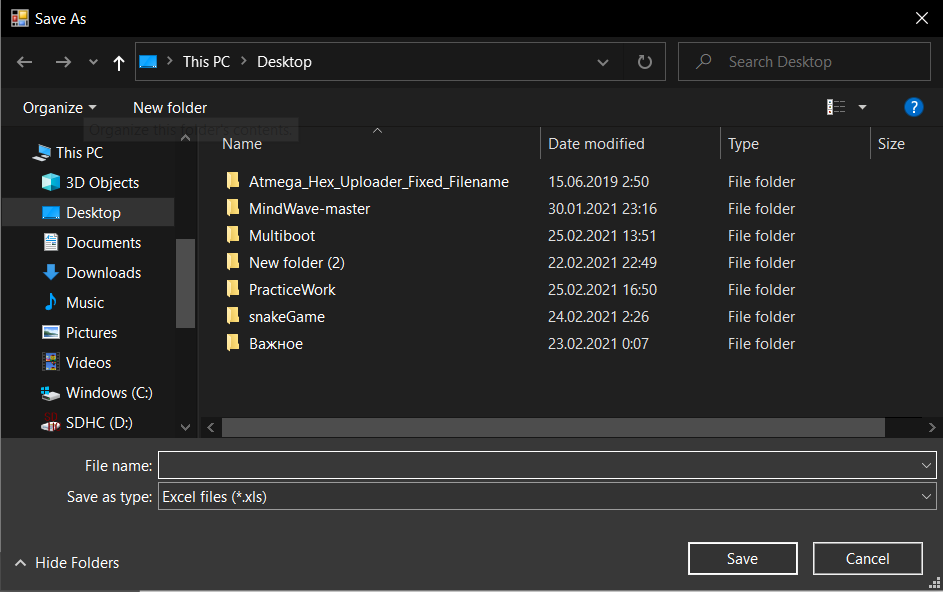 Save As
This PC > Desktop
Search Desktop
Organize
New folder
Organize this folder's contents.
Name Date modified Type Size
This PC
3D Objects
Desktop
Documents
Downloads
Music
Pictures
Videos
Windows (C:)
SDHC (D:)
Atmega_Hex_Uploader_Fixed_Filename 15.06.2019 2:50 File folder
MindWave-master 30.01.2021 23:16 File folder
Multiboot 25.02.2021 13:51 File folder
New folder (2) 22.02.2021 22:49 File folder
PracticeWork 25.02.2021 16:50 File folder
snakeGame 24.02.2021 2:26 File folder
Важное 23.02.2021 0:07 File folder
File name:
Save as type: Excel files (*.xls)
Hide Folders
Save
Cancel